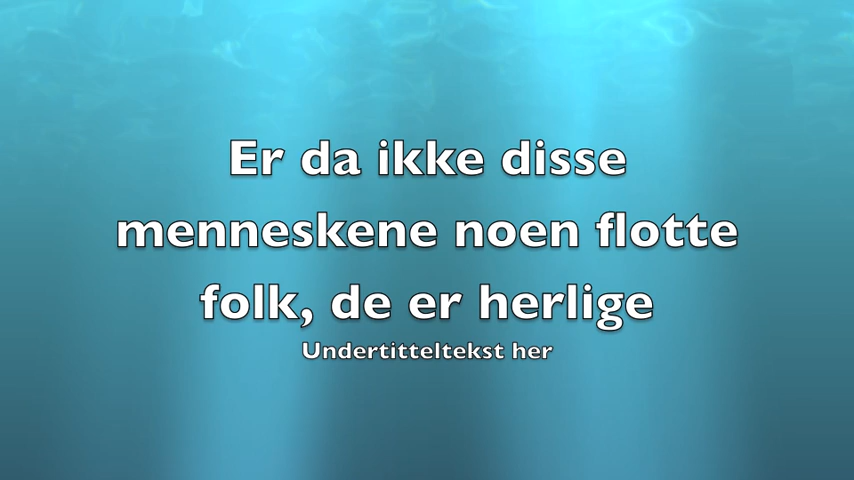 Er da ikke disse
menneskene noen flotte
folk, de er herlige
Undertitteltekst her